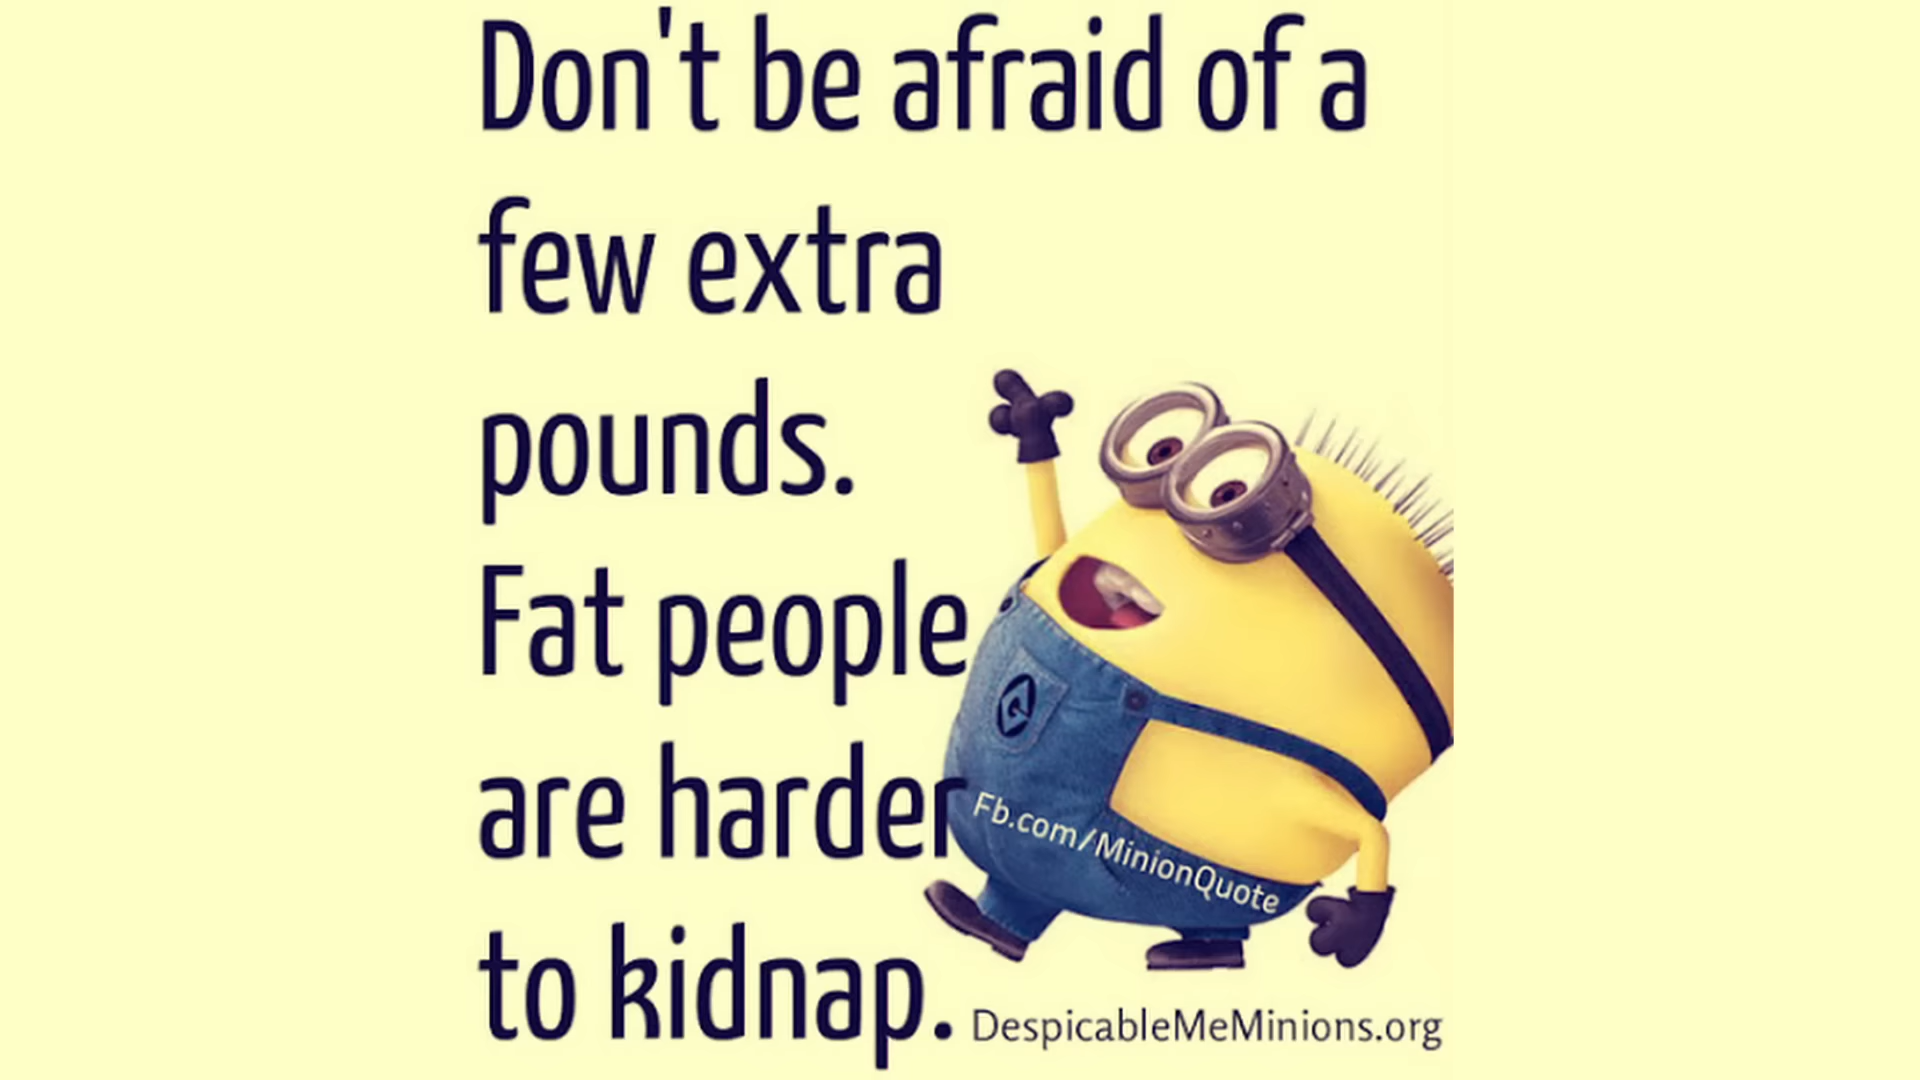 Don't be afraid of a
few extra
pounds.
Fat people
are harder
to kidnap.
Fb.com/MinionQuote
DespicableMeMinions.org